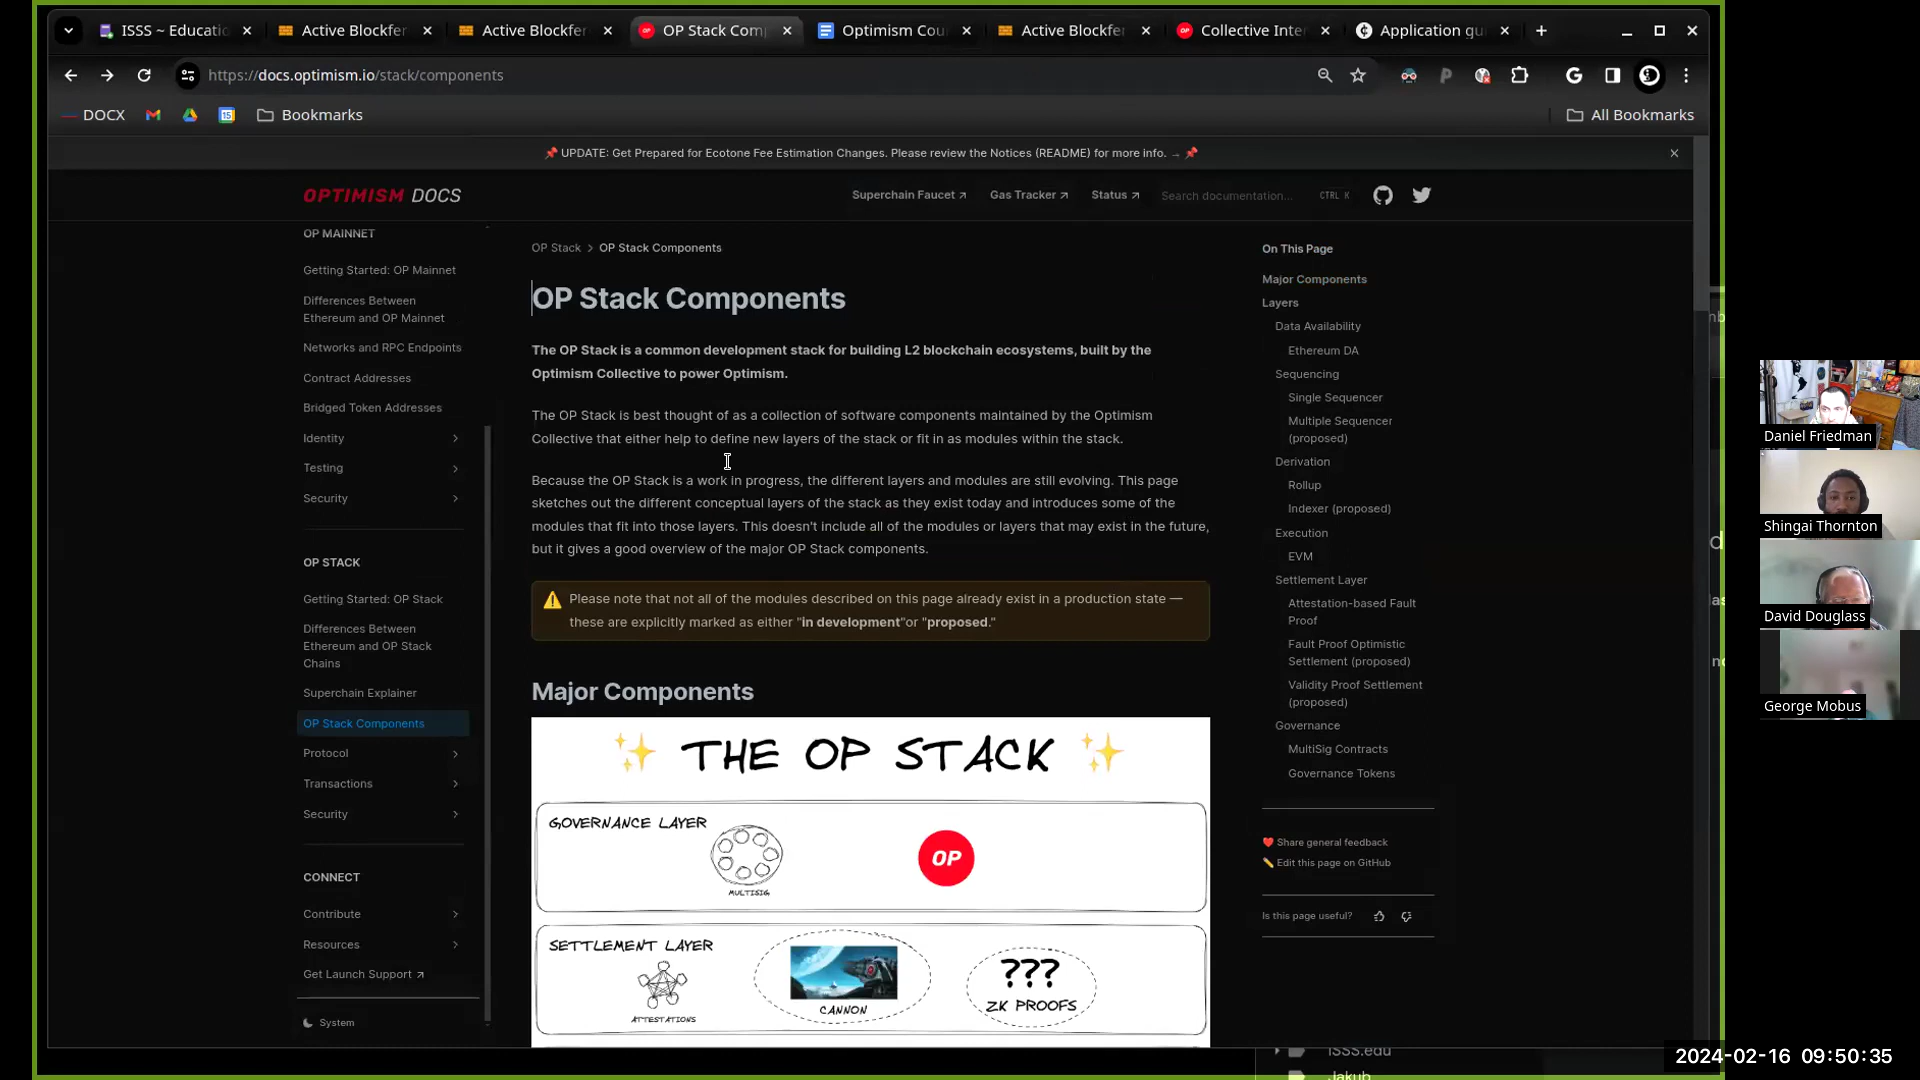 ISSS ~ Educatio
Active Blockfer
Active Blockfer
OP Stack Com
Optimism Cou
Active Blockfer
Collective Inte
Application gu
https://docs.optimism.io/stack/components
DOCX
Bookmarks
All Bookmarks
📌 UPDATE: Get Prepared for Ecotone Fee Estimation Changes. Please review the Notices (README) for more info. → 📌
OPTIMISM DOCS
Superchain Faucet ↗
Gas Tracker ↗
Status ↗
Search documentation...
CTRL K
OP MAINNET
Getting Started: OP Mainnet
Differences Between
Ethereum and OP Mainnet
Networks and RPC Endpoints
Contract Addresses
Bridged Token Addresses
Identity
Testing
Security
OP STACK
Getting Started: OP Stack
Differences Between
Ethereum and OP Stack
Chains
Superchain Explainer
OP Stack Components
Protocol
Transactions
Security
CONNECT
Contribute
Resources
Get Launch Support ↗
System
OP Stack > OP Stack Components
OP Stack Components
The OP Stack is a common development stack for building L2 blockchain ecosystems, built by the
Optimism Collective to power Optimism.
The OP Stack is best thought of as a collection of software components maintained by the Optimism
Collective that either help to define new layers of the stack or fit in as modules within the stack.
Because the OP Stack is a work in progress, the different layers and modules are still evolving. This page
sketches out the different conceptual layers of the stack as they exist today and introduces some of the
modules that fit into those layers. This doesn't include all of the modules or layers that may exist in the future,
but it gives a good overview of the major OP Stack components.
Please note that not all of the modules described on this page already exist in a production state —
these are explicitly marked as either "in development"or "proposed."
Major Components
✨ THE OP STACK ✨
GOVERNANCE LAYER
MULTISIG
OP
SETTLEMENT LAYER
ATTESTATIONS
CANNON
???
ZK PROOFS
On This Page
Major Components
Layers
Data Availability
Ethereum DA
Sequencing
Single Sequencer
Multiple Sequencer
(proposed)
Derivation
Rollup
Indexer (proposed)
Execution
EVM
Settlement Layer
Attestation-based Fault
Proof
Fault Proof Optimistic
Settlement (proposed)
Validity Proof Settlement
(proposed)
Governance
MultiSig Contracts
Governance Tokens
❤️ Share general feedback
✏️ Edit this page on GitHub
Is this page useful?
Daniel Friedman
Shingai Thornton
David Douglass
George Mobus
ISSS.edu
Jakub
2024-02-16 09:50:35